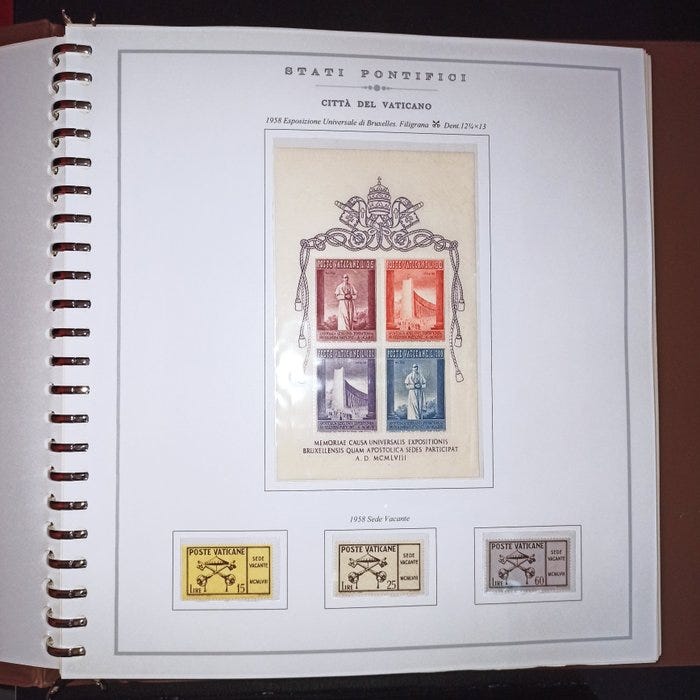 STATI PONTIFICI
CITTÀ DEL VATICANO
1958 Esposizione Universale di Bruxelles. Filigrana Dent. 12¼×13
POSTE VATICANE L. 35
POSTE VATICANE L.
POSTE VATICANE L.
POSTE VATICANE L. 300
MEMORIAE CAUSA UNIVERSALIS EXPOSITIONIS
BRUXELLENSIS QUAM APOSTOLICA SEDES PARTICIPAT
A. D. MCMLVIII
1958 Sede Vacante
POSTE VATICANE
SEDE
VACANTE
MCMLVIII
LIRE 15
POSTE VATICANE
SEDE
VACANTE
MCMLVIII
LIRE 25
POSTE VATICANE
SEDE
VACANTE
MCMLVIII
LIRE 60